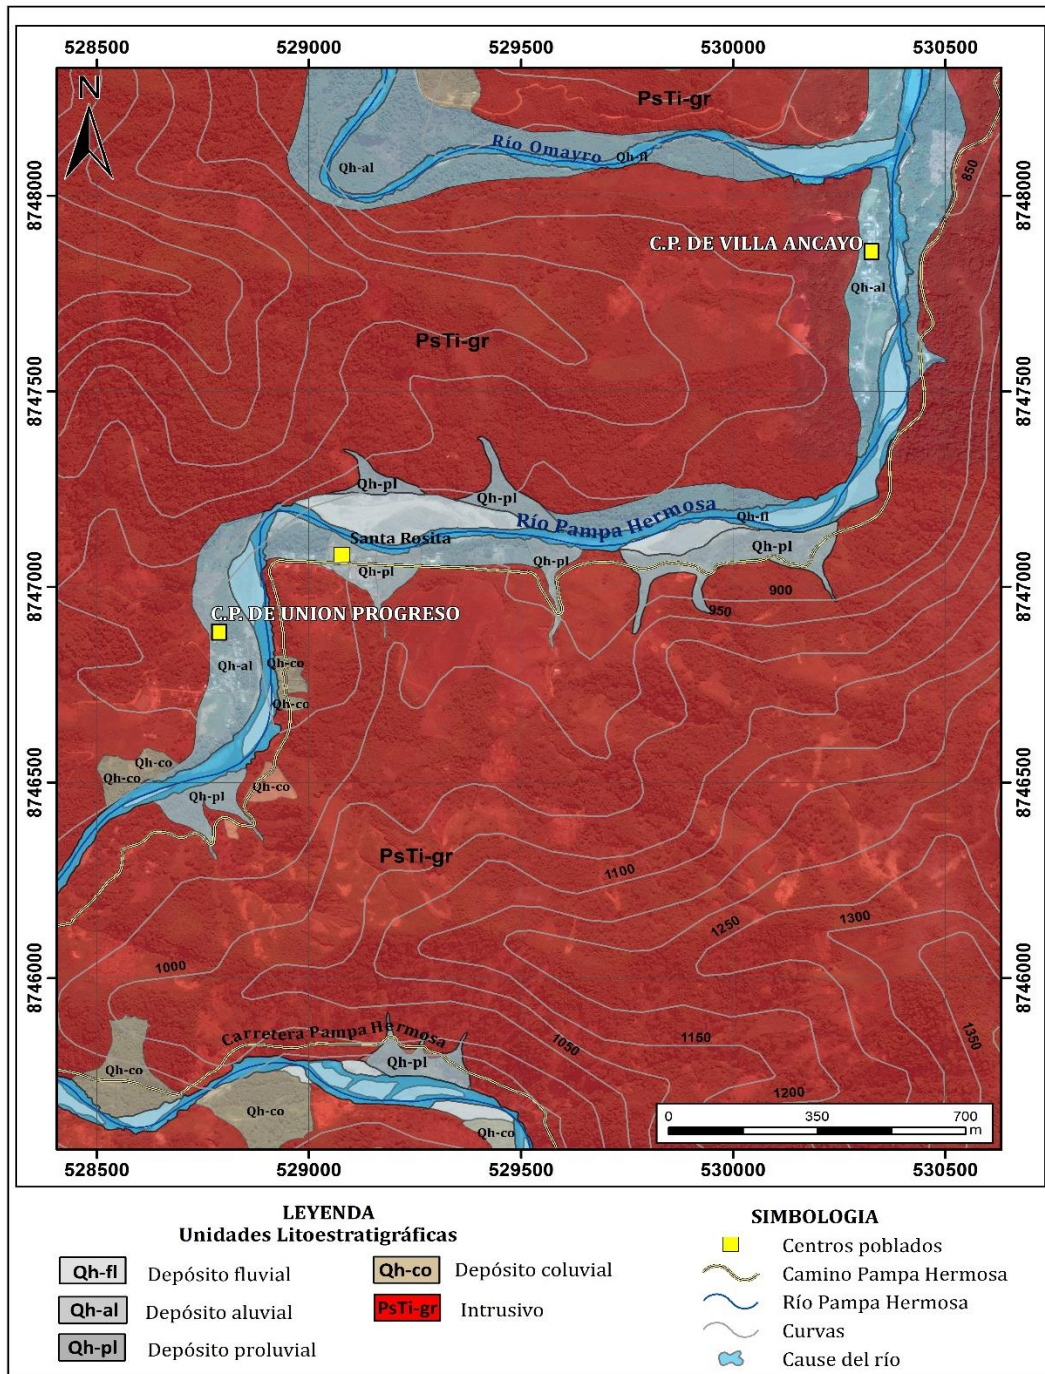 528500 529000 529500 530000 530500
N
PsTi-gr
Río Omayro
Qh-fl
Qh-al
850
8748000 8748000
C.P. DE VILLA ANCAYO
Qh-al
PsTi-gr
8747500 8747500
Qh-pl
Qh-pl
Río Pampa Hermosa
Qh-fl
Santa Rosita
Qh-pl
Qh-pl
Qh-pl
8747000 8747000
900
950
C.P. DE UNION PROGRESO
Qh-al
Qh-co
Qh-co
Qh-co
Qh-co
Qh-co
Qh-pl
8746500 8746500
PsTi-gr
1100
1250
1300
1000
8746000 8746000
Carretera Pampa Hermosa
1050
1150
1350
Qh-pl
Qh-co
1200
Qh-co
Qh-co
0 350 700
m
528500 529000 529500 530000 530500
LEYENDA
Unidades Litoestratigráficas
Qh-fl Depósito fluvial
Qh-al Depósito aluvial
Qh-pl Depósito proluvial
Qh-co Depósito coluvial
PsTi-gr Intrusivo
SIMBOLOGIA
Centros poblados
Camino Pampa Hermosa
Río Pampa Hermosa
Curvas
Cause del río